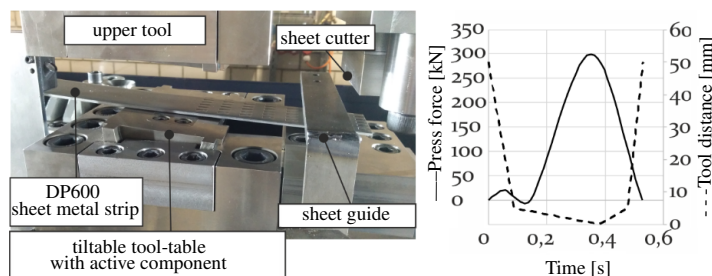 upper tool
sheet cutter
DP600
sheet metal strip
sheet guide
tiltable tool-table
with active component
Press force [kN]
350
300
250
200
150
100
50
0
50
Tool distance [mm]
60
50
40
30
20
10
0
0 0,2 0,4 0,6
Time [s]